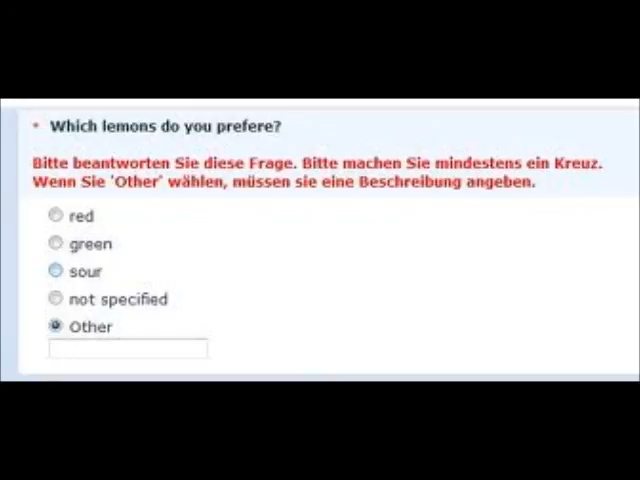 * Which lemons do you prefere?
Bitte beantworten Sie diese Frage. Bitte machen Sie mindestens ein Kreuz.
Wenn Sie 'Other' wählen, müssen sie eine Beschreibung angeben.
red
green
sour
not specified
Other